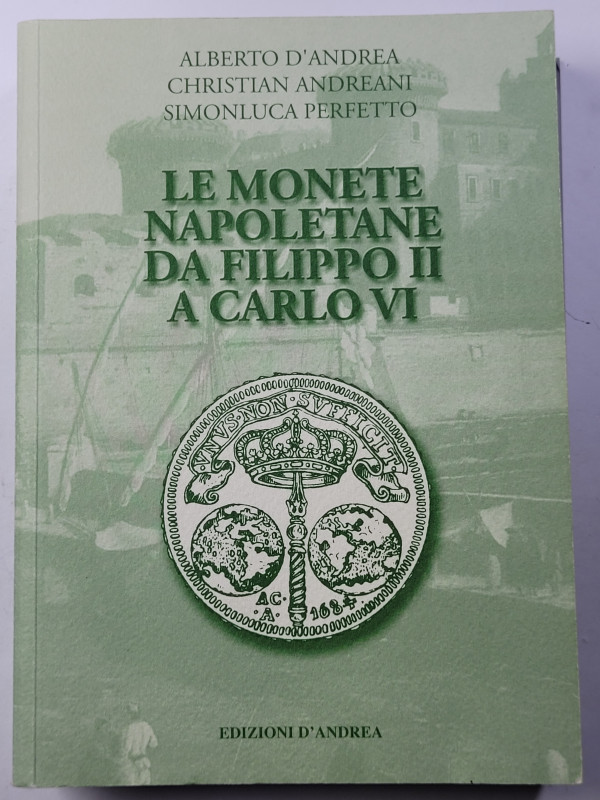 ALBERTO D'ANDREA
CHRISTIAN ANDREANI
SIMONLUCA PERFETTO
LE MONETE
NAPOLETANE
DA FILIPPO II
A CARLO VI
VNVS·NON·SVFFICIT
AC·
·A·
1684
EDIZIONI D'ANDREA